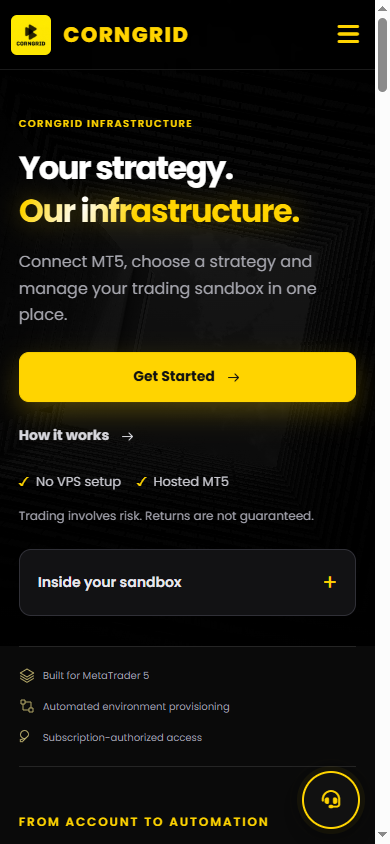 CORNGRID
CORNGRID
CORNGRID INFRASTRUCTURE
Your strategy.
Our infrastructure.
Connect MT5, choose a strategy and
manage your trading sandbox in one
place.
Get Started →
How it works →
✓ No VPS setup ✓ Hosted MT5
Trading involves risk. Returns are not guaranteed.
Inside your sandbox +
Built for MetaTrader 5
Automated environment provisioning
Subscription-authorized access
FROM ACCOUNT TO AUTOMATION